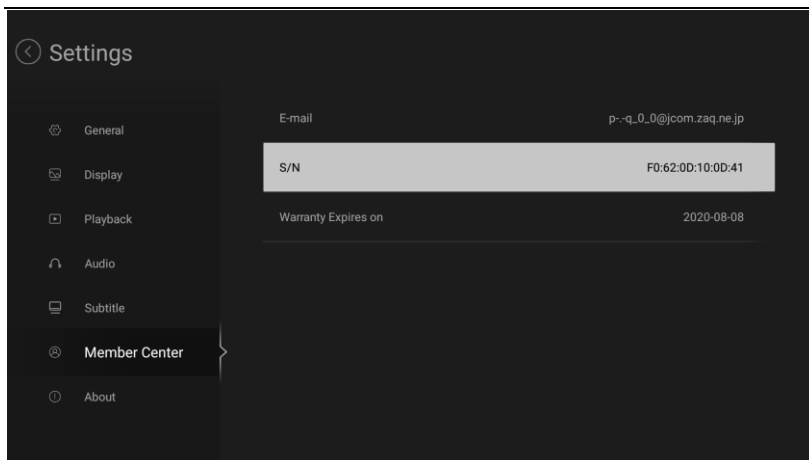 Settings
General
Display
Playback
Audio
Subtitle
Member Center
About
E-mail p-.-q_0_0@jcom.zaq.ne.jp
S/N F0:62:0D:10:0D:41
Warranty Expires on 2020-08-08